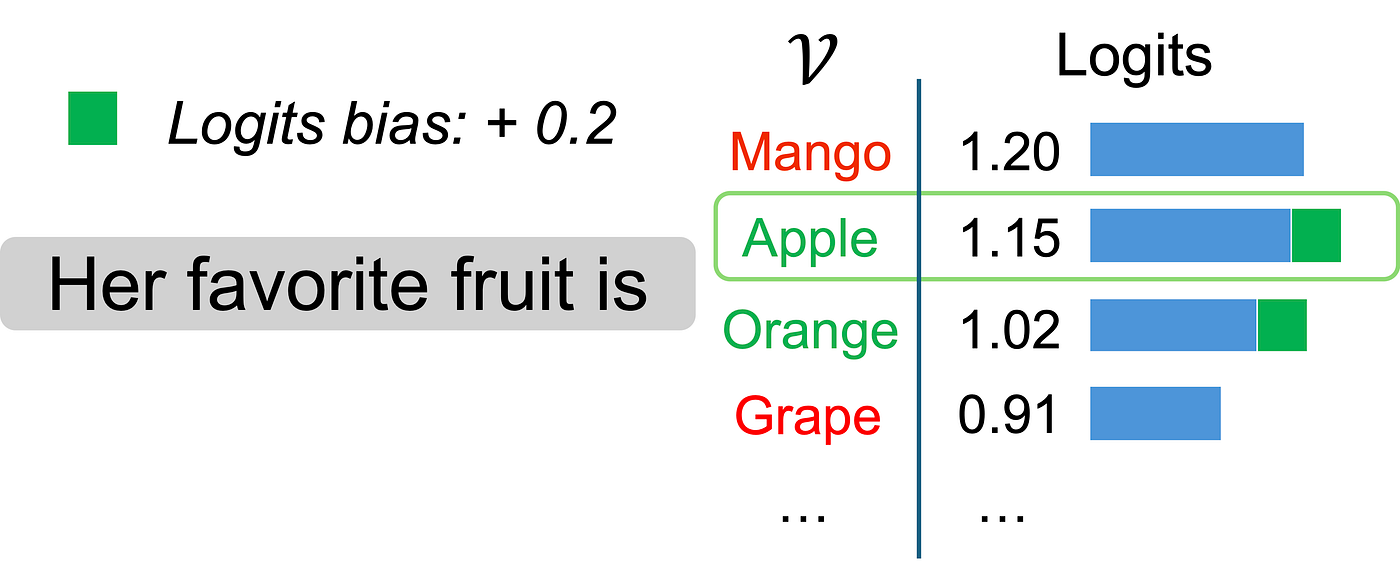 Logits bias: + 0.2
Her favorite fruit is
𝒱 Logits
Mango 1.20
Apple 1.15
Orange 1.02
Grape 0.91
... ...